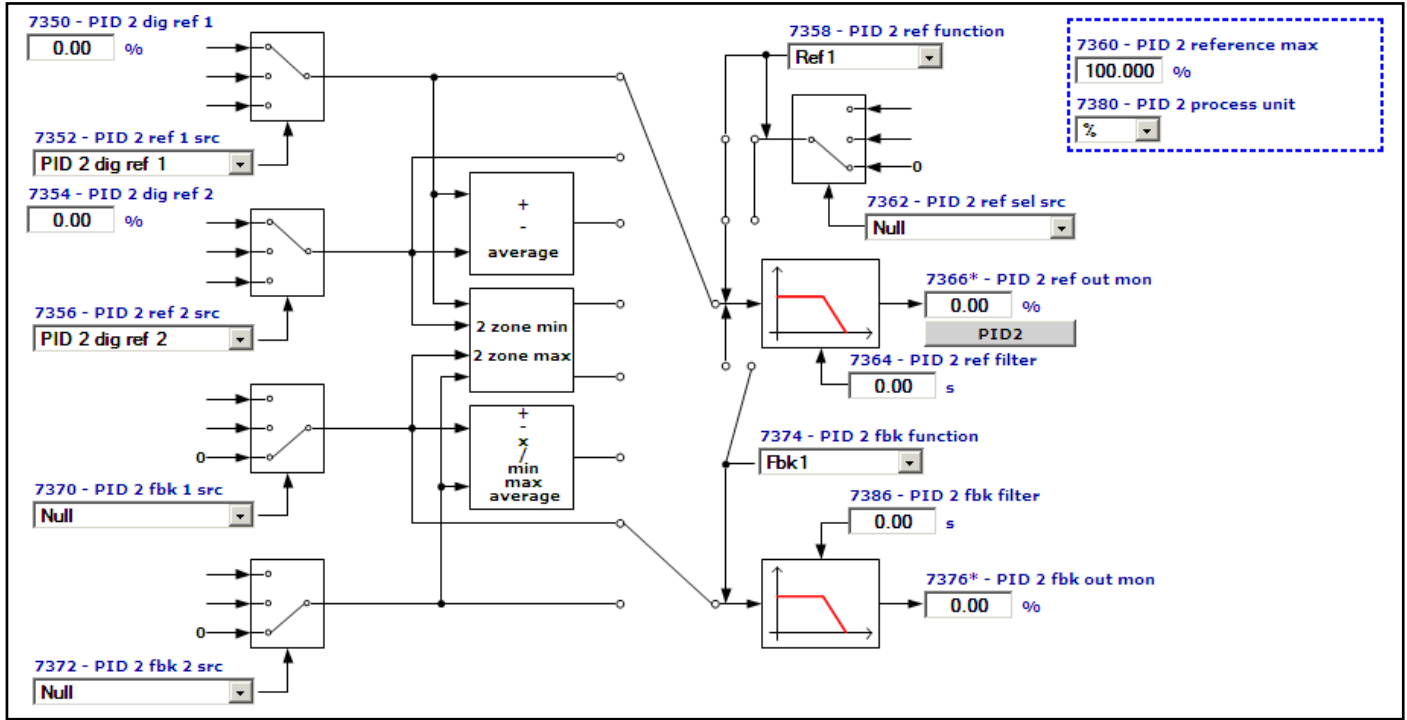 7350 - PID 2 dig ref 1
0.00 %
7352 - PID 2 ref 1 src
PID 2 dig ref 1
7354 - PID 2 dig ref 2
0.00 %
7356 - PID 2 ref 2 src
PID 2 dig ref 2
0
7370 - PID 2 fbk 1 src
Null
0
7372 - PID 2 fbk 2 src
Null
+
-
average
2 zone min
2 zone max
+
-
x
/
min
max
average
7358 - PID 2 ref function
Ref 1
0
7362 - PID 2 ref sel src
Null
7366* - PID 2 ref out mon
0.00 %
PID2
7364 - PID 2 ref filter
0.00 s
7374 - PID 2 fbk function
Fbk 1
7386 - PID 2 fbk filter
0.00 s
7376* - PID 2 fbk out mon
0.00 %
7360 - PID 2 reference max
100.000 %
7380 - PID 2 process unit
%